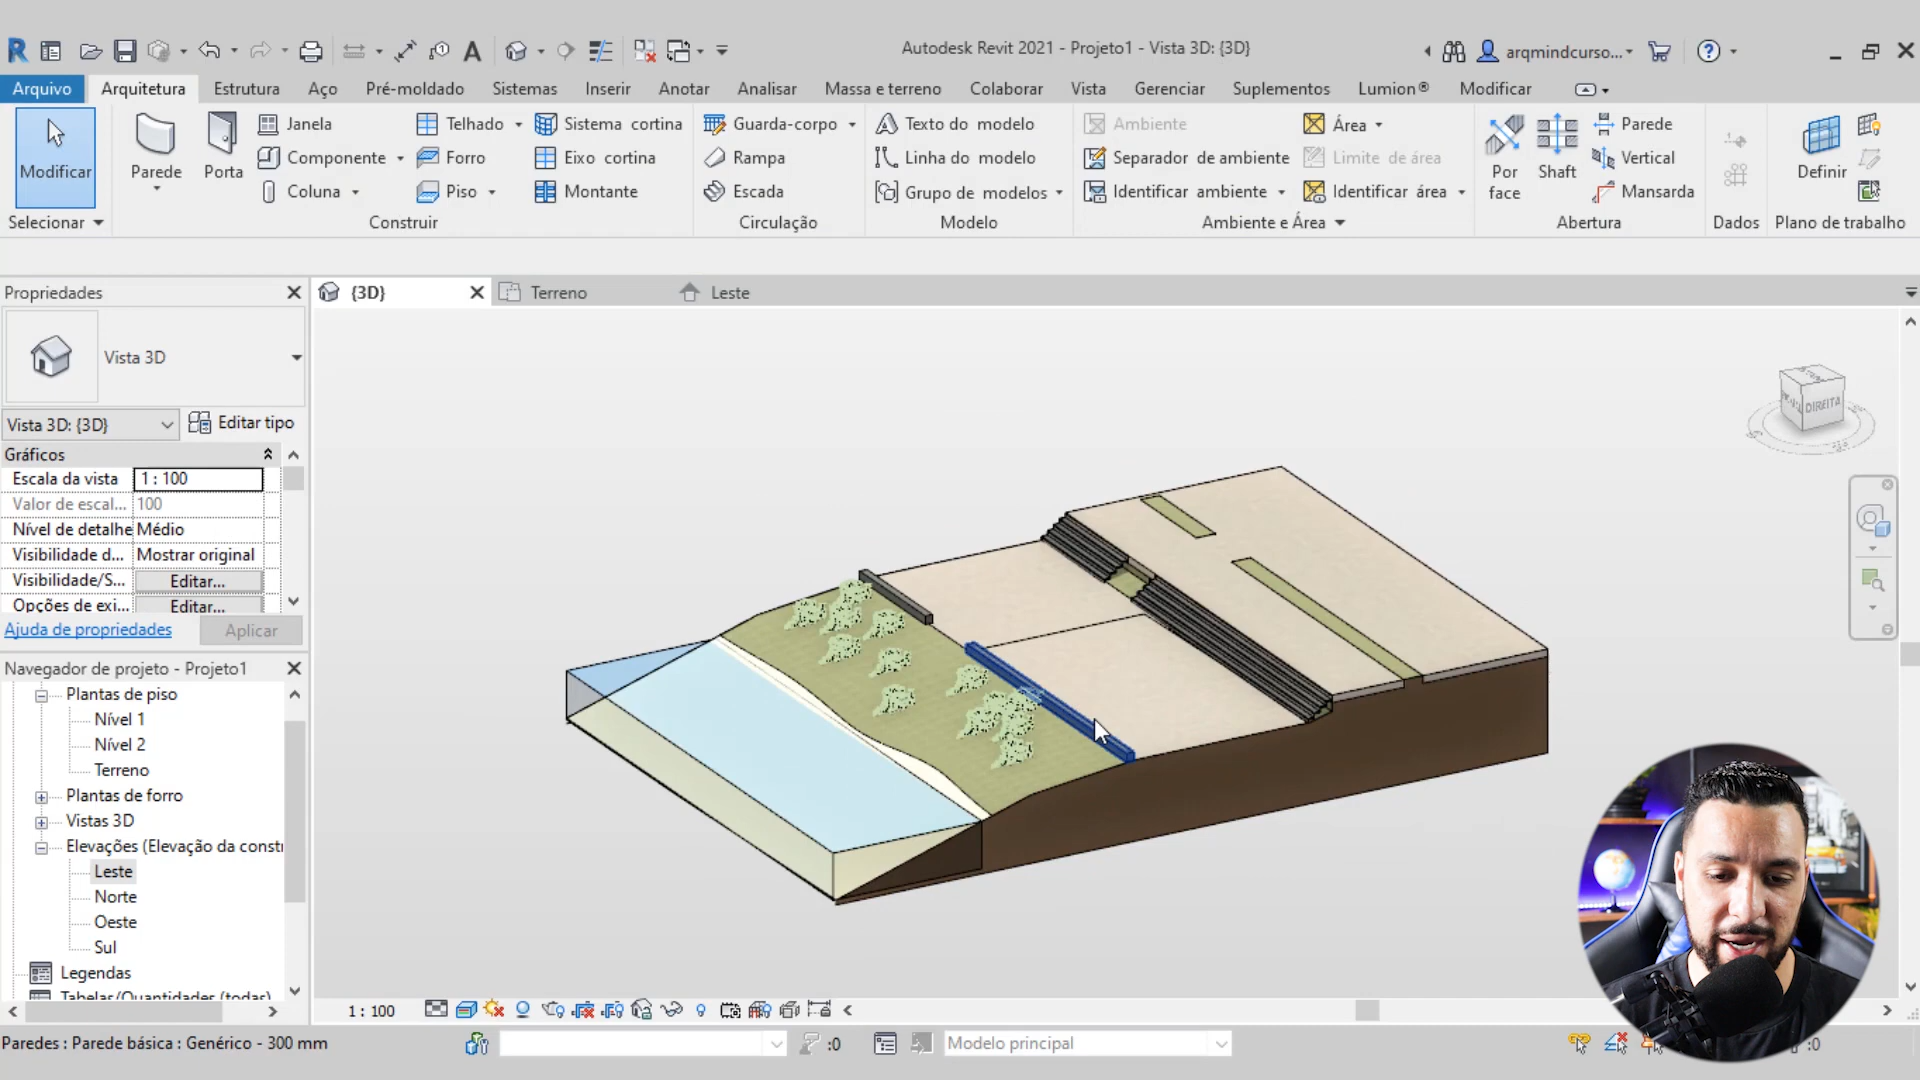 Autodesk Revit 2021 - Projeto1 - Vista 3D: {3D}
arqmindcurso...
Arquivo Arquitetura Estrutura Aço Pré-moldado Sistemas Inserir Anotar Analisar Massa e terreno Colaborar Vista Gerenciar Suplementos Lumion® Modificar
Janela Telhado Sistema cortina Guarda-corpo Texto do modelo Ambiente Área Parede
Componente Forro Eixo cortina Rampa Linha do modelo Separador de ambiente Limite de área Vertical
Modificar Parede Porta Por face Shaft Definir
Coluna Piso Montante Escada Grupo de modelos Identificar ambiente Identificar área Mansarda
Selecionar Construir Circulação Modelo Ambiente e Área Abertura Dados Plano de trabalho
Propriedades {3D} Terreno Leste
Vista 3D
Vista 3D: {3D} Editar tipo
Gráficos
Escala da vista 1 : 100
Valor de escal... 100
Nível de detalhe Médio
Visibilidade d... Mostrar original
Visibilidade/S... Editar...
Opções de exi... Editar...
Ajuda de propriedades Aplicar
Navegador de projeto - Projeto1
Plantas de piso
Nível 1
Nível 2
Terreno
Plantas de forro
Vistas 3D
Elevações (Elevação da constr
Leste
Norte
Oeste
Sul
Legendas
Tabelas/Quantidades (todas)
DIREITA
1 : 100
Paredes : Parede básica : Genérico - 300 mm :0 Modelo principal :0